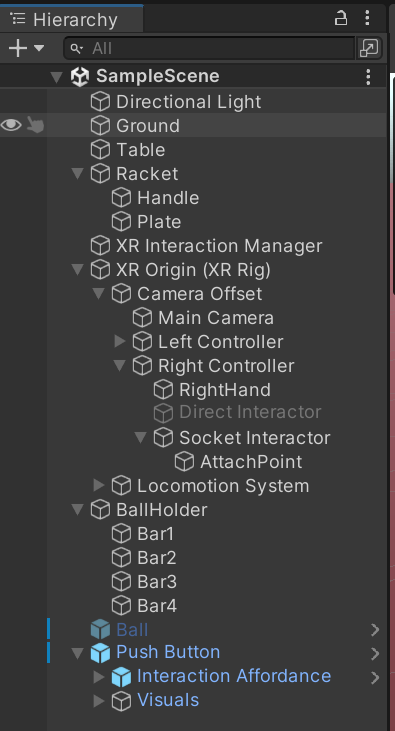 Hierarchy
All
SampleScene
Directional Light
Ground
Table
Racket
Handle
Plate
XR Interaction Manager
XR Origin (XR Rig)
Camera Offset
Main Camera
Left Controller
Right Controller
RightHand
Direct Interactor
Socket Interactor
AttachPoint
Locomotion System
BallHolder
Bar1
Bar2
Bar3
Bar4
Ball
Push Button
Interaction Affordance
Visuals